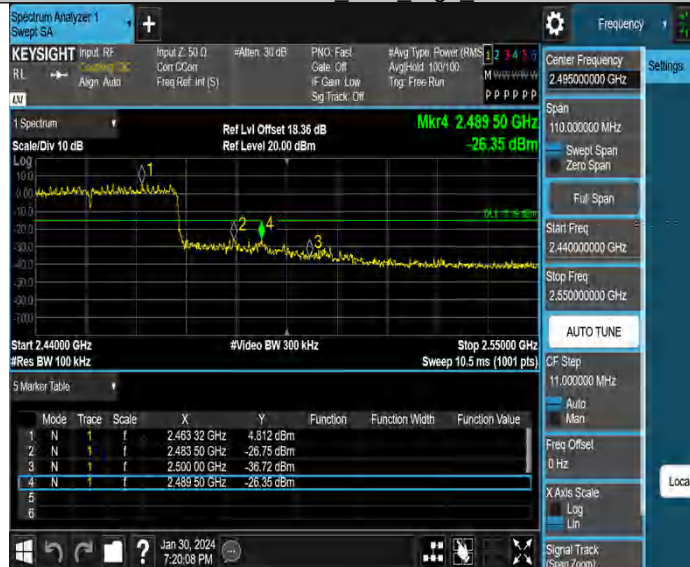 Spectrum Analyzer 1
Swept SA
+
Frequency
KEYSIGHT
RL
Input: RF
Coupling: DC
Align: Auto
Input Z: 50 Ω
Corr CCorr
Freq Ref: Int (S)
#Atten: 30 dB
PNO: Fast
Gate: Off
IF Gain: Low
Sig Track: Off
#Avg Type: Power (RMS
Avg|Hold: 100/100
Trig: Free Run
1 2 3 4 5 6
M W W W W W
P P P P P P
LV
1 Spectrum
Scale/Div 10 dB
Ref Lvl Offset 18.36 dB
Ref Level 20.00 dBm
Mkr4 2.489 50 GHz
-26.35 dBm
Log
10.0
0.00
-10.0
-20.0
-30.0
-40.0
-50.0
-60.0
-70.0
1
2
4
3
Start 2.44000 GHz
#Res BW 100 kHz
#Video BW 300 kHz
Stop 2.55000 GHz
Sweep 10.5 ms (1001 pts)
5 Marker Table
Mode Trace Scale X Y Function Function Width Function Value
1 N 1 f 2.463 32 GHz 4.812 dBm
2 N 1 f 2.483 50 GHz -26.75 dBm
3 N 1 f 2.500 00 GHz -36.72 dBm
4 N 1 f 2.489 50 GHz -26.35 dBm
5
6
Jan 30, 2024
7:20:08 PM
?
Center Frequency
2.495000000 GHz
Settings
Span
110.000000 MHz
Swept Span
Zero Span
Full Span
Start Freq
2.440000000 GHz
Stop Freq
2.550000000 GHz
AUTO TUNE
CF Step
11.000000 MHz
Auto
Man
Freq Offset
0 Hz
X Axis Scale
Log
Lin
Signal Track
(Span Zoom)
Loca